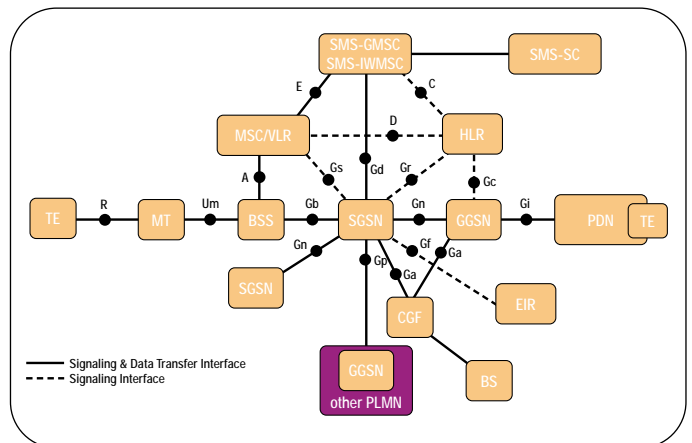 SMS-GMSC
SMS-IWMSC
SMS-SC
E
C
MSC/VLR
D
HLR
Gs
Gd
Gr
A
Gc
TE
R
MT
Um
BSS
Gb
SGSN
Gn
GGSN
Gi
PDN
TE
Gn
Gp
Gf
Ga
Ga
SGSN
EIR
CGF
Signaling & Data Transfer Interface
Signaling Interface
GGSN
other PLMN
BS